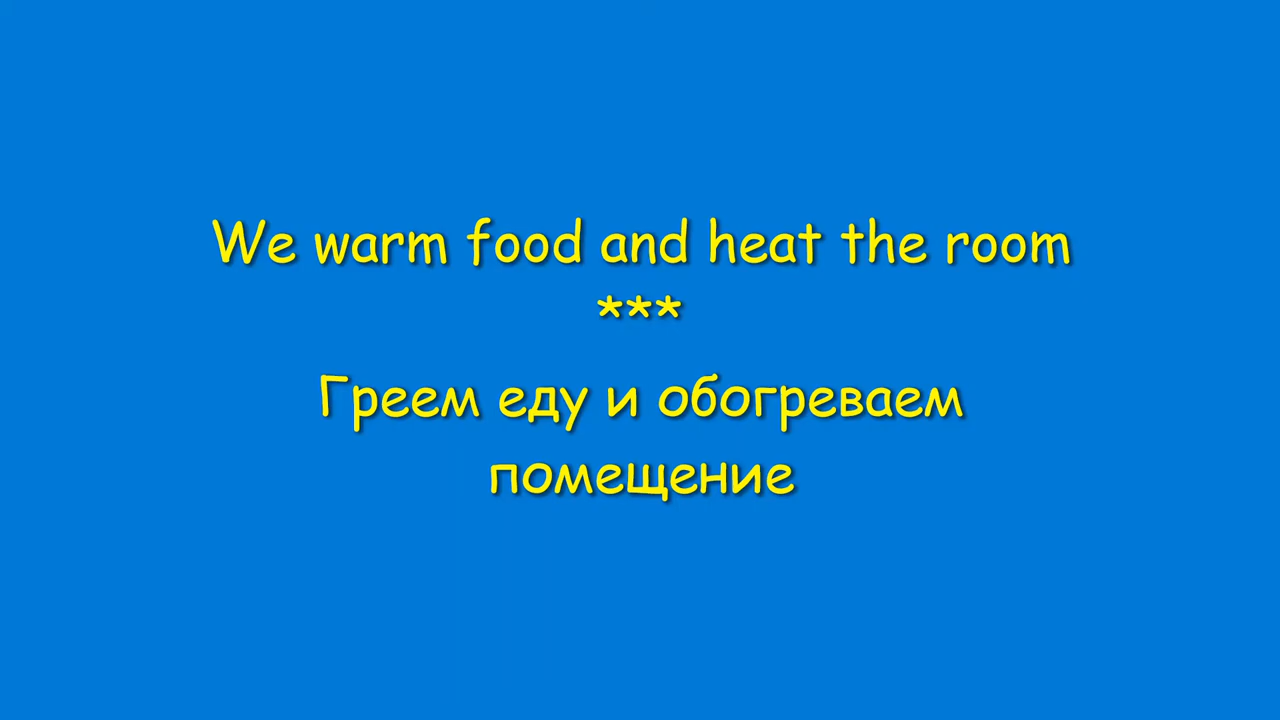 We warm food and heat the room
***
Греем еду и обогреваем
помещение